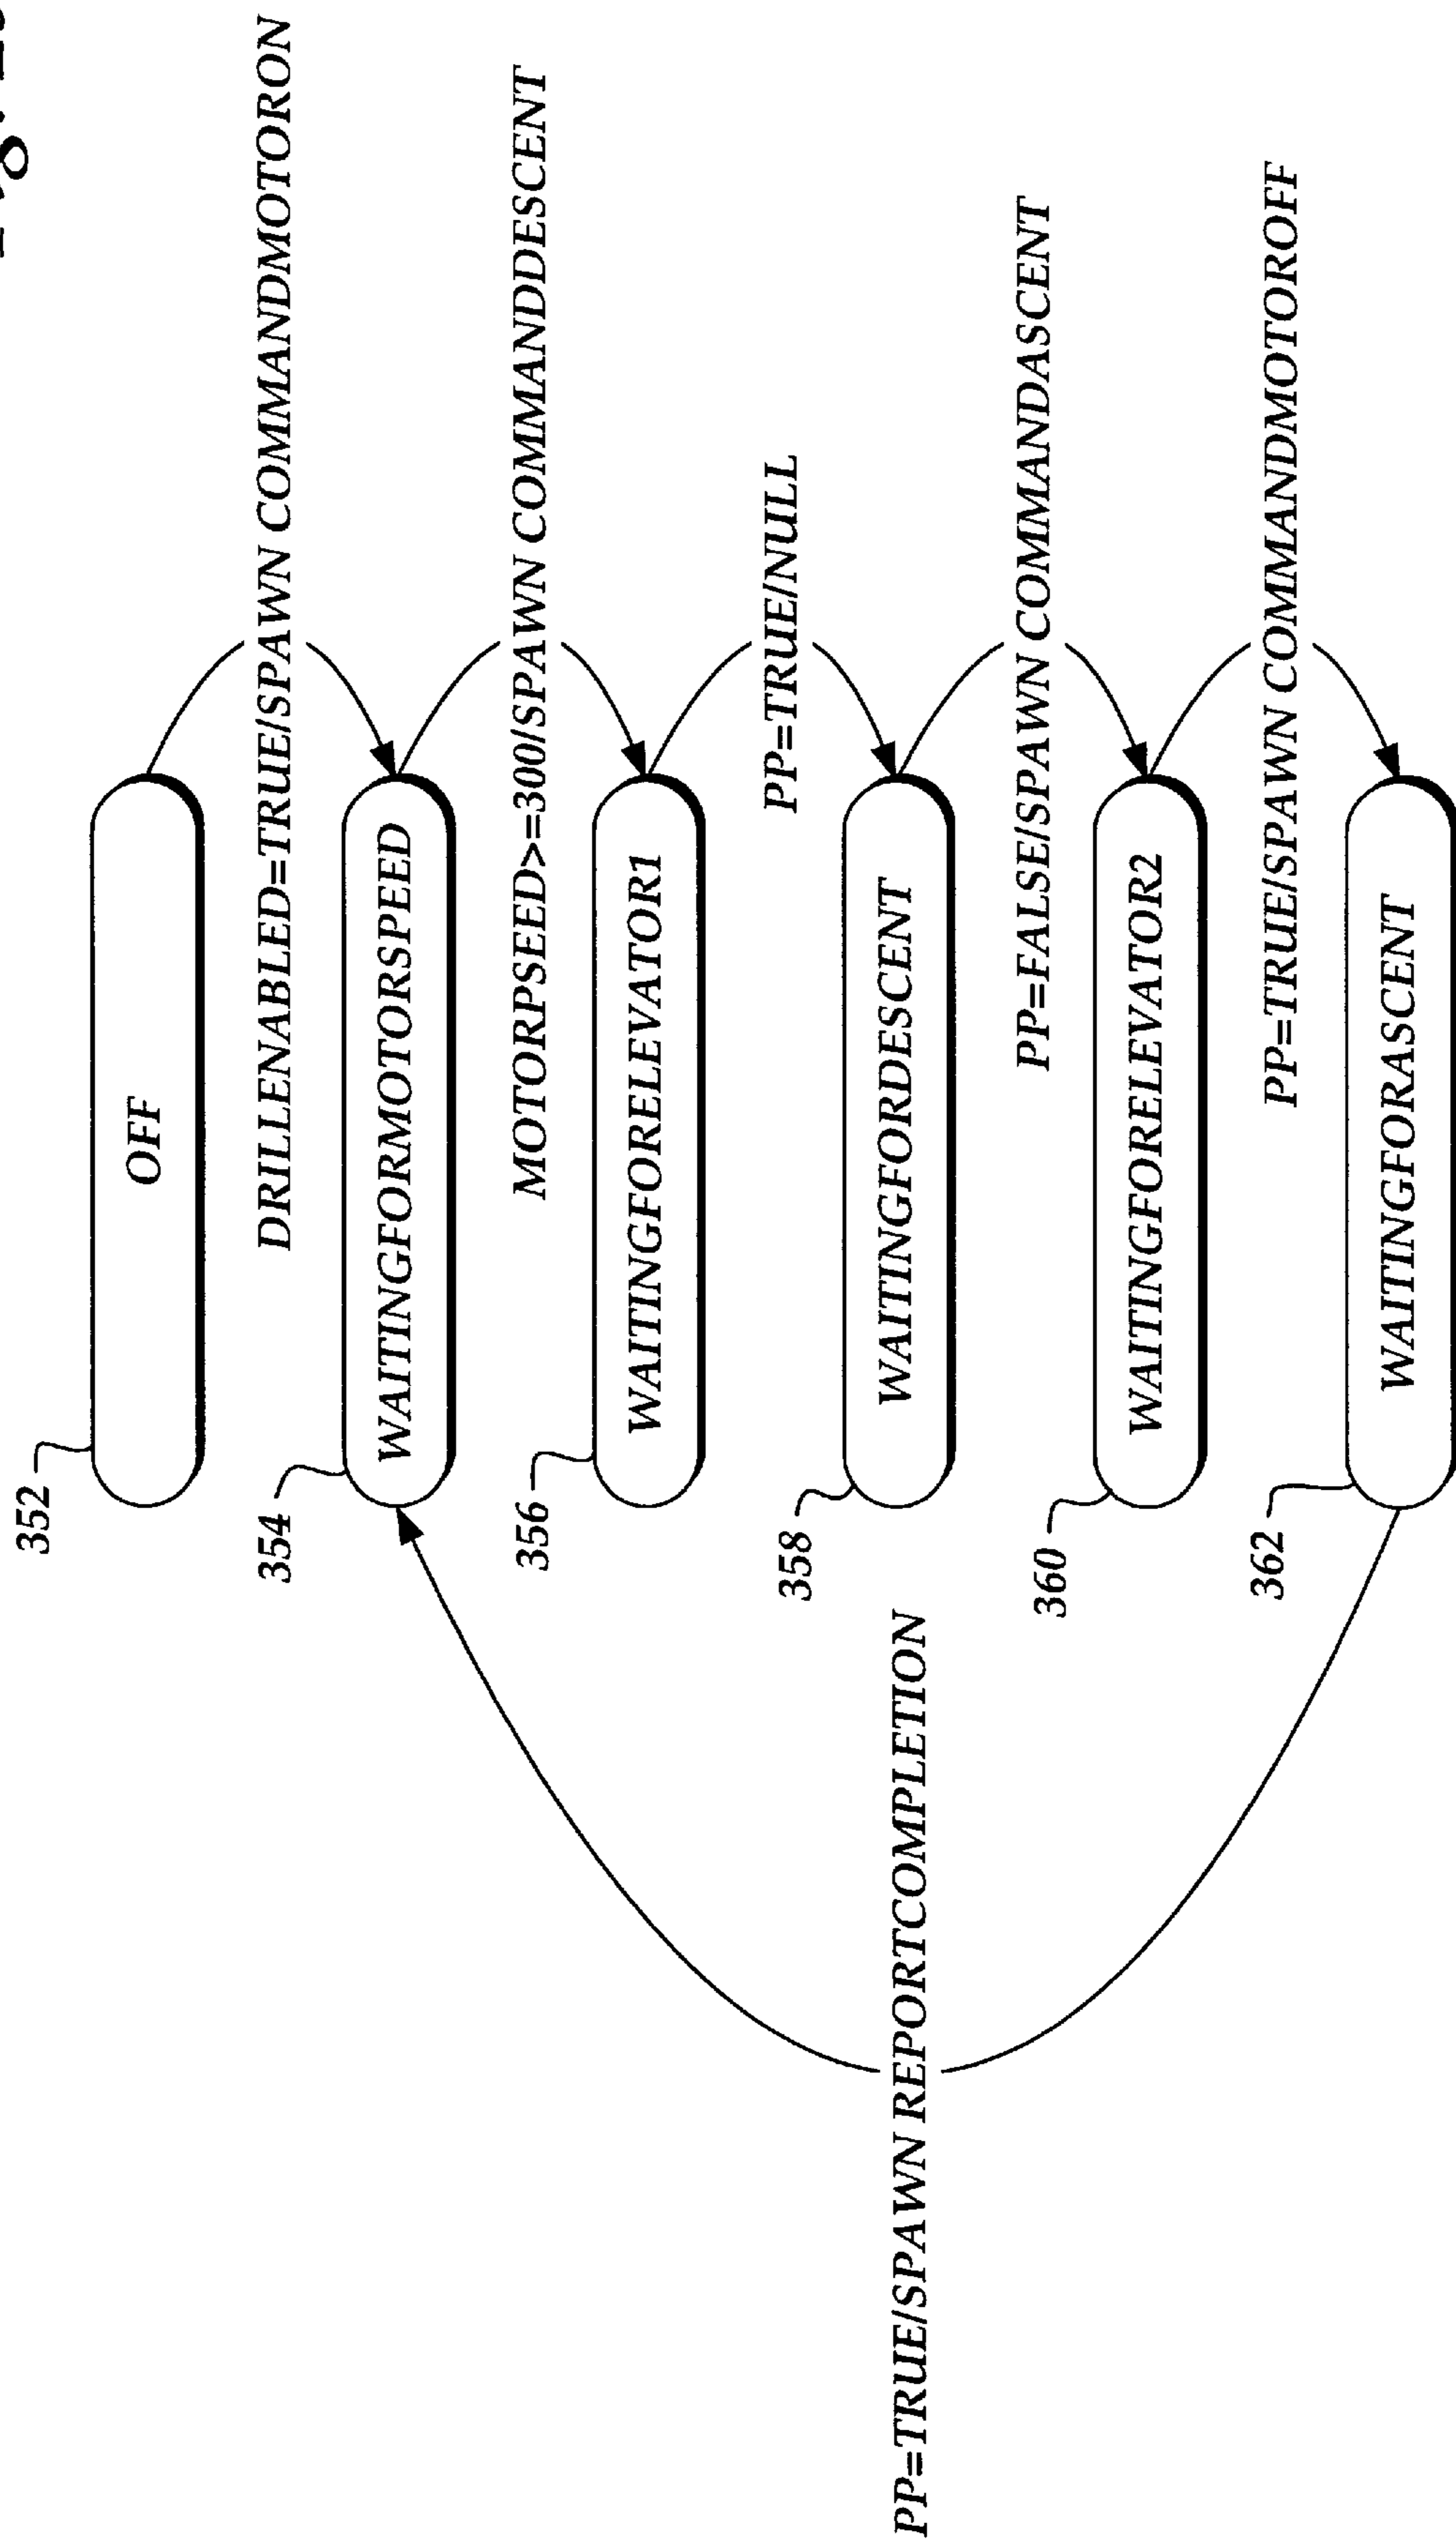 352
OFF
DRILLENABLED=TRUE/SPAWN COMMANDMOTORON
354
WAITINGFORMOTORSPEED
MOTORPSEED>=300/SPAWN COMMANDDESCENT
356
WAITINGFORELEVATOR1
PP=TRUE/NULL
358
WAITINGFORDESCENT
PP=TRUE/SPAWN REPORTCOMPLETION
PP=FALSE/SPAWN COMMANDASCENT
360
WAITINGFORELEVATOR2
PP=TRUE/SPAWN COMMANDMOTOROFF
362
WAITINGFORASCENT